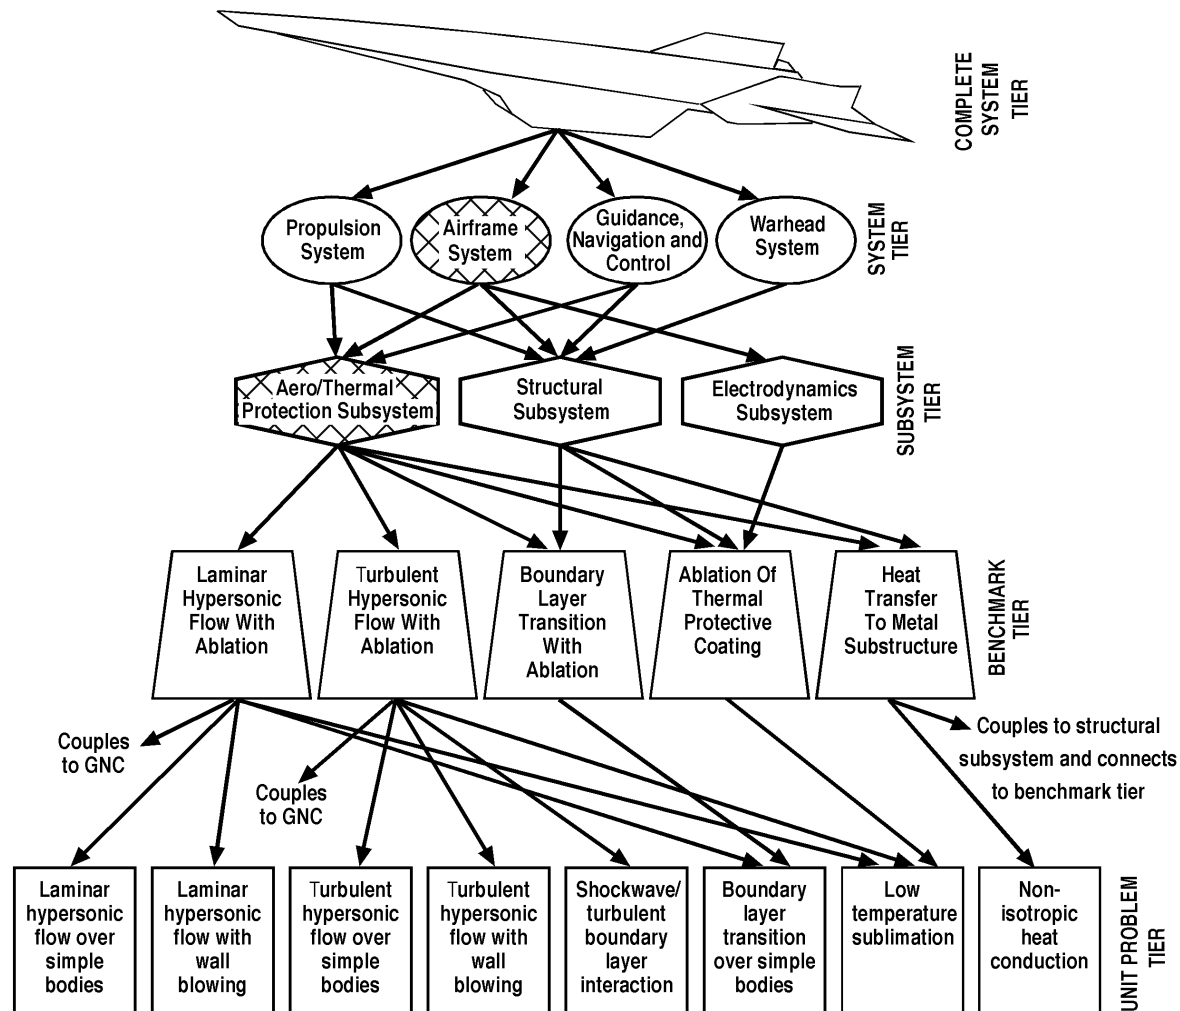 COMPLETE
SYSTEM
TIER
Propulsion
System
Airframe
System
Guidance,
Navigation and
Control
Warhead
System
SYSTEM
TIER
Aero/Thermal
Protection Subsystem
Structural
Subsystem
Electrodynamics
Subsystem
SUBSYSTEM
TIER
Laminar
Hypersonic
Flow With
Ablation
Turbulent
Hypersonic
Flow With
Ablation
Boundary
Layer
Transition
With
Ablation
Ablation Of
Thermal
Protective
Coating
Heat
Transfer
To Metal
Substructure
BENCHMARK
TIER
Couples
to GNC
Couples
to GNC
Couples to structural
subsystem and connects
to benchmark tier
Laminar
hypersonic
flow over
simple
bodies
Laminar
hypersonic
flow with
wall
blowing
Turbulent
hypersonic
flow over
simple
bodies
Turbulent
hypersonic
flow with
wall
blowing
Shockwave/
turbulent
boundary
layer
interaction
Boundary
layer
transition
over simple
bodies
Low
temperature
sublimation
Non-
isotropic
heat
conduction
UNIT PROBLEM
TIER